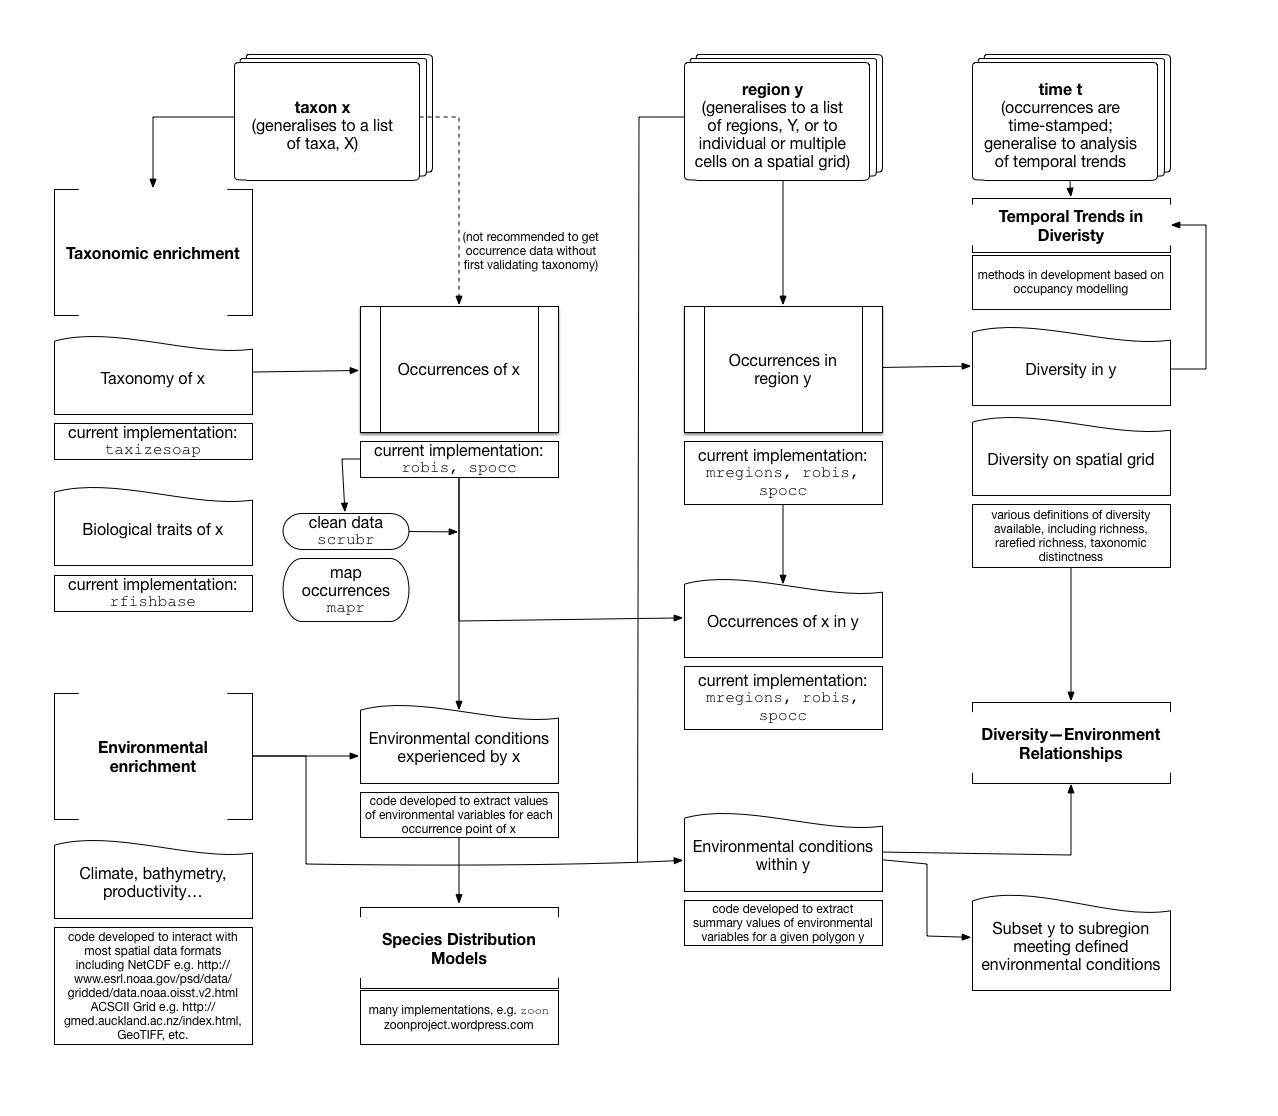 taxon x
(generalises to a list
of taxa, X)
region y
(generalises to a list
of regions, Y, or to
individual or multiple
cells on a spatial grid)
time t
(occurrences are
time-stamped;
generalise to analysis
of temporal trends
Taxonomic enrichment
(not recommended to get
occurrence data without
first validating taxonomy)
Temporal Trends in
Diveristy
methods in development based on
occupancy modelling
Taxonomy of x
current implementation:
taxizesoap
Occurrences of x
current implementation:
robis, spocc
Occurrences in
region y
current implementation:
mregions, robis,
spocc
Diversity in y
Diversity on spatial grid
various definitions of diversity
available, including richness,
rarefied richness, taxonomic
distinctness
Biological traits of x
current implementation:
rfishbase
clean data
scrubr
map
occurrences
mapr
Occurrences of x in y
current implementation:
mregions, robis,
spocc
Environmental
enrichment
Environmental conditions
experienced by x
code developed to extract values
of environmental variables for each
occurrence point of x
Diversity—Environment
Relationships
Climate, bathymetry,
productivity…
code developed to interact with
most spatial data formats
including NetCDF e.g. http://
www.esrl.noaa.gov/psd/data/
gridded/data.noaa.oisst.v2.html
ACSCII Grid e.g. http://
gmed.auckland.ac.nz/index.html,
GeoTIFF, etc.
Species Distribution
Models
many implementations, e.g. zoon
zoonproject.wordpress.com
Environmental conditions
within y
code developed to extract
summary values of environmental
variables for a given polygon y
Subset y to subregion
meeting defined
environmental conditions